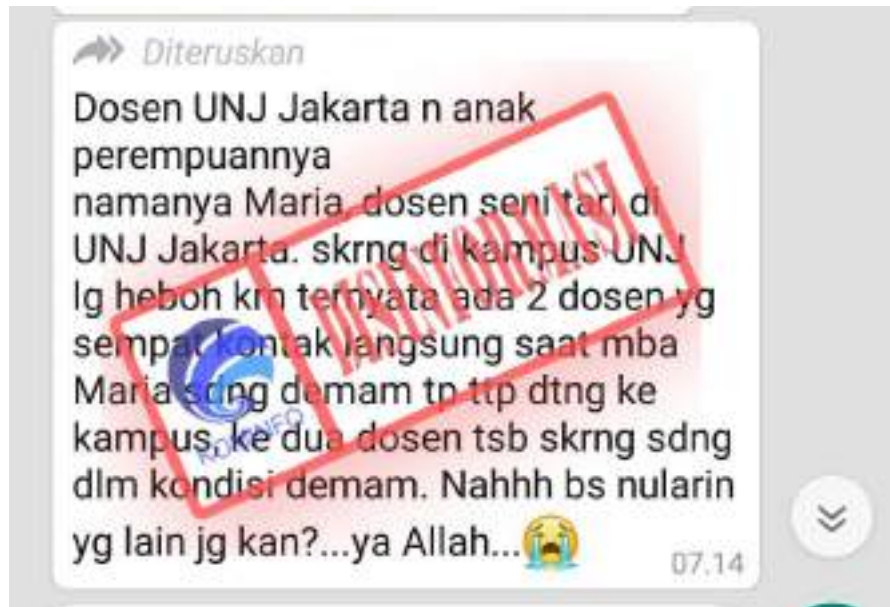 Diteruskan
Dosen UNJ Jakarta n anak
perempuannya
namanya Maria, dosen seni tari di
UNJ Jakarta. skrng di kampus UNJ
lg heboh krn ternyata ada 2 dosen yg
sempat kontak langsung saat mba
Maria sdng demam tp ttp dtng ke
kampus, ke dua dosen tsb skrng sdng
dlm kondisi demam. Nahhh bs nularin
yg lain jg kan?...ya Allah...😭
07.14
DISINFORMASI
KOMINFO